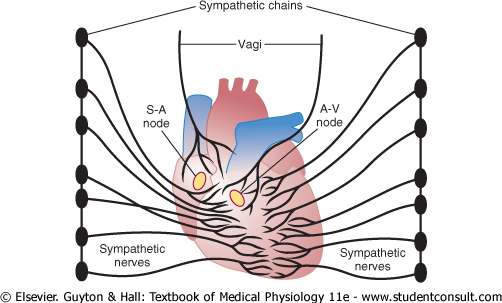 Sympathetic chains
Vagi
S-A
node
A-V
node
Sympathetic
nerves
Sympathetic
nerves
© Elsevier. Guyton & Hall: Textbook of Medical Physiology 11e - www.studentconsult.com